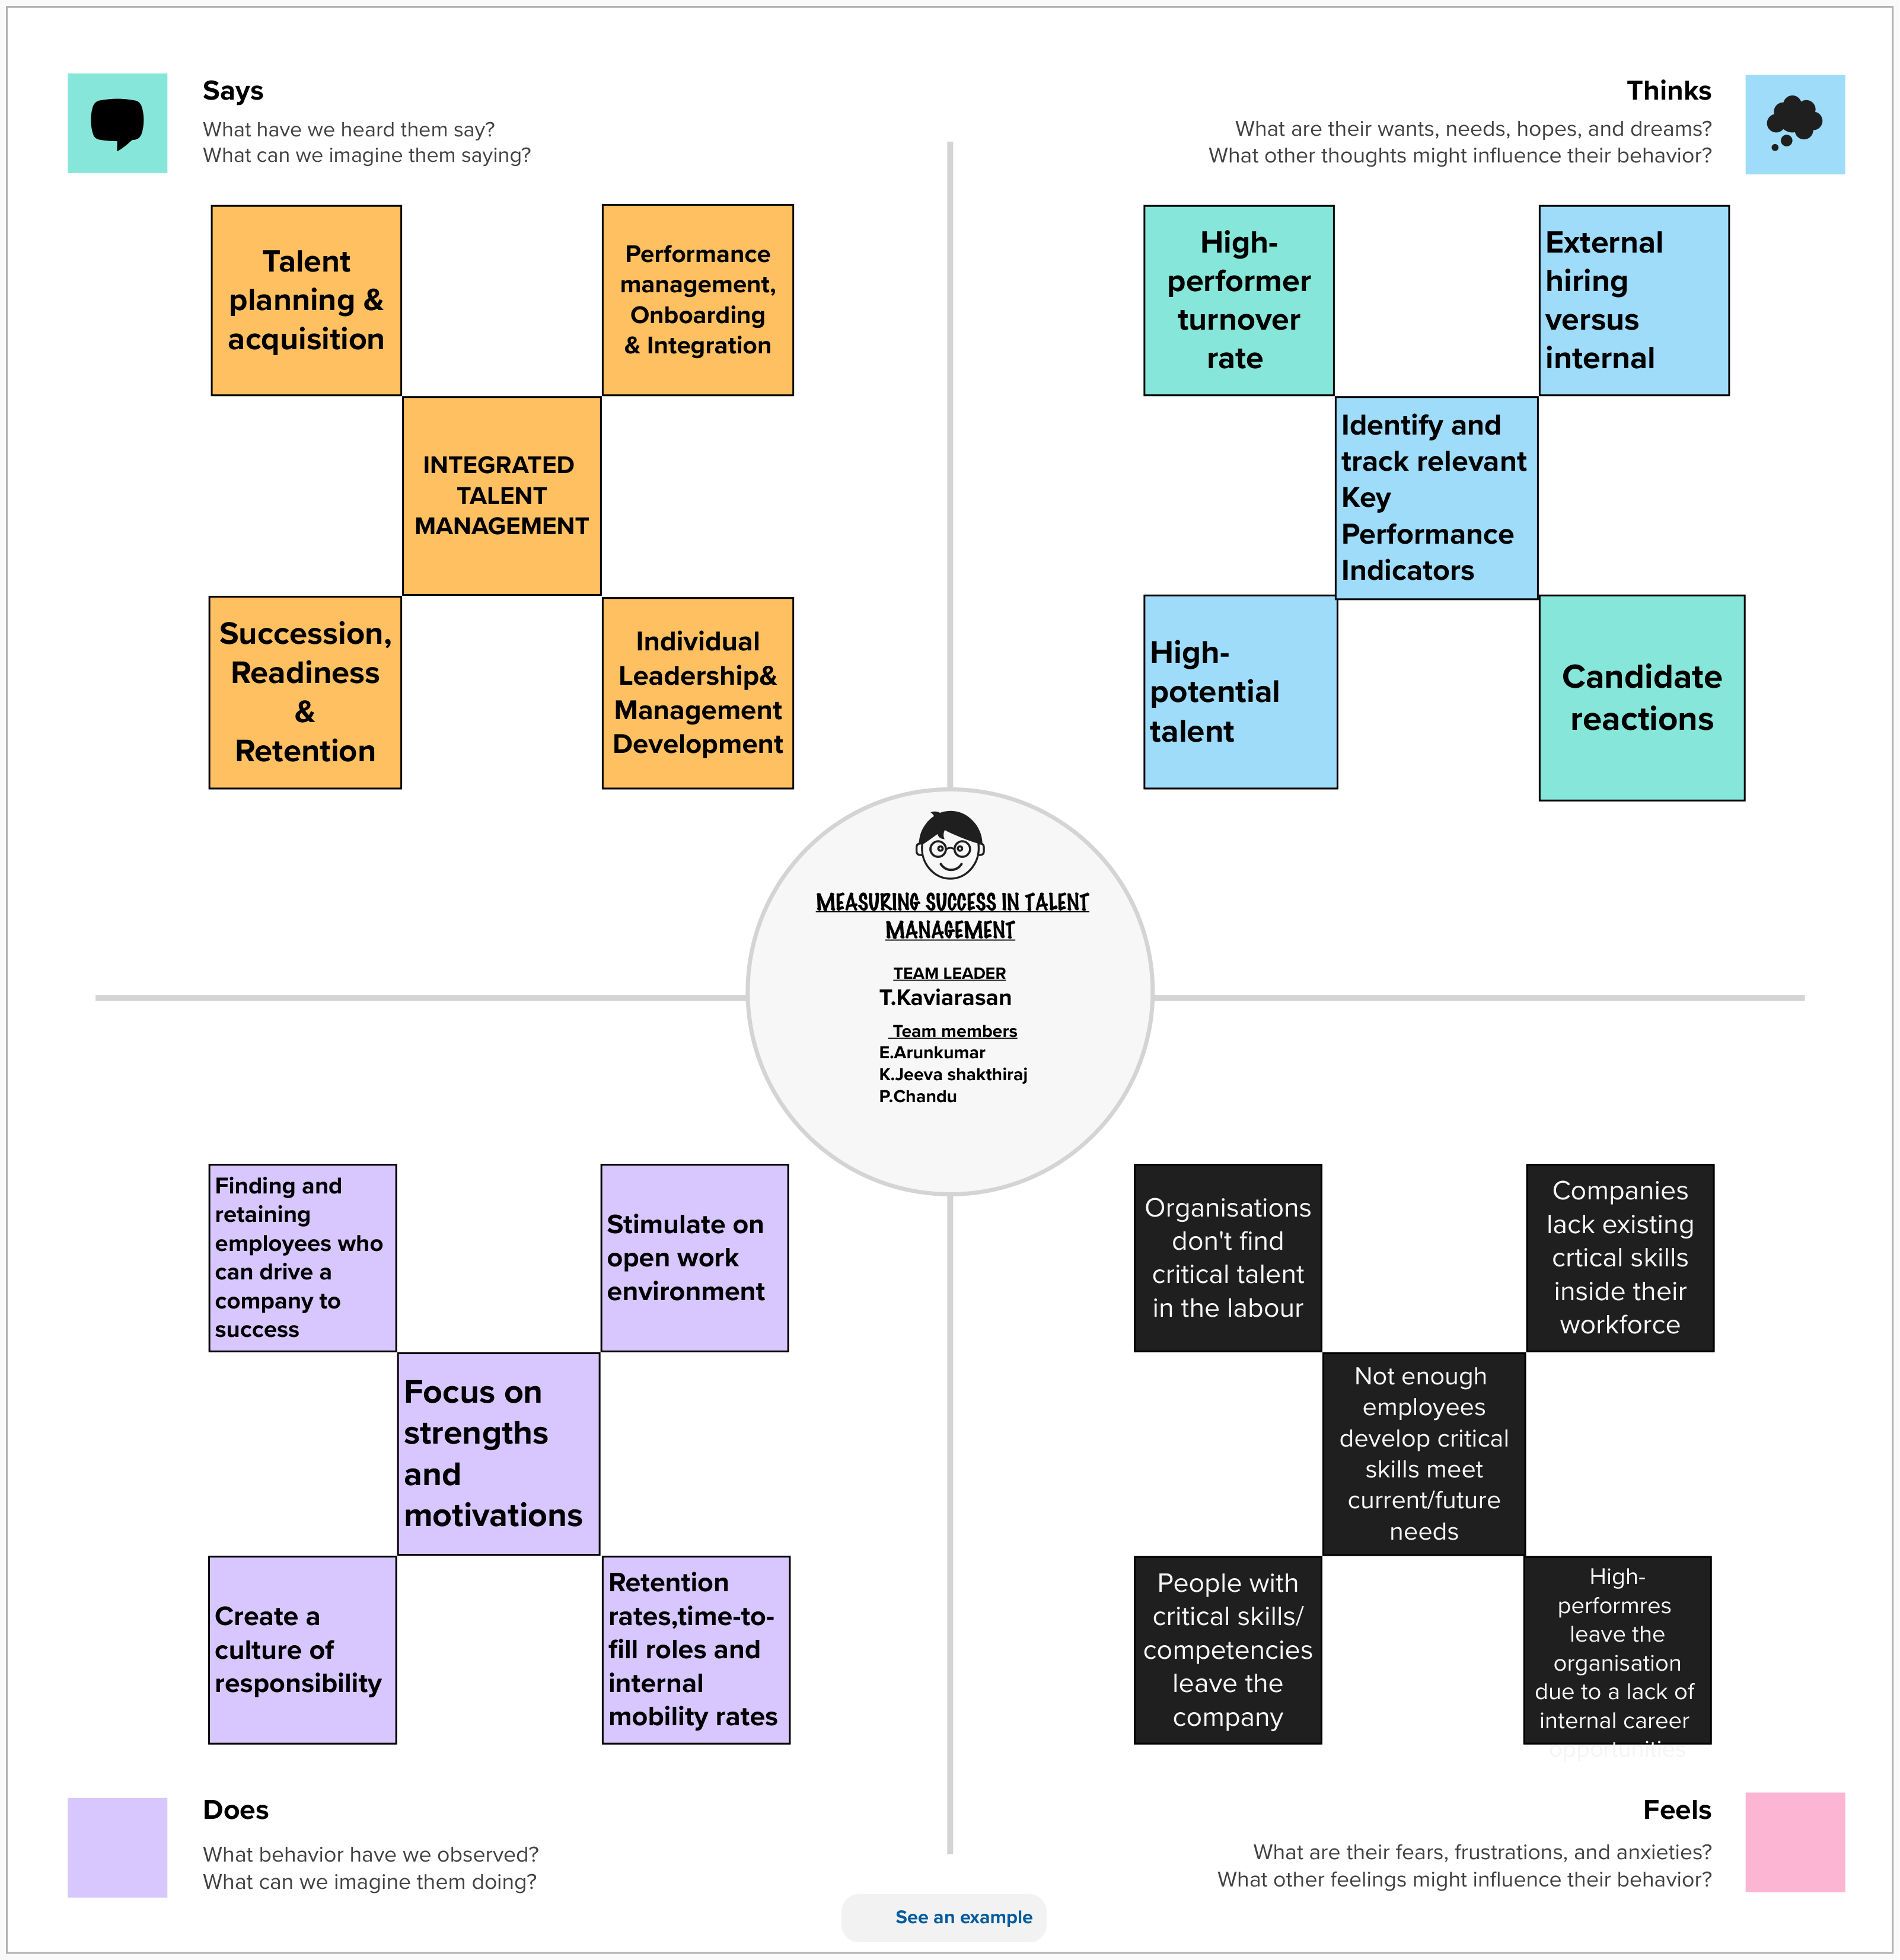 Says
What have we heard them say?
What can we imagine them saying?
Thinks
What are their wants, needs, hopes, and dreams?
What other thoughts might influence their behavior?
Talent
planning &
acquisition
Performance
management,
Onboarding
& Integration
INTEGRATED
TALENT
MANAGEMENT
Succession,
Readiness
&
Retention
Individual
Leadership&
Management
Development
High-
performer
turnover
rate
External
hiring
versus
internal
Identify and
track relevant
Key
Performance
Indicators
High-
potential
talent
Candidate
reactions
MEASURING SUCCESS IN TALENT
MANAGEMENT
TEAM LEADER
T.Kaviarasan
Team members
E.Arunkumar
K.Jeeva shakthiraj
P.Chandu
Finding and
retaining
employees who
can drive a
company to
success
Stimulate on
open work
environment
Focus on
strengths
and
motivations
Create a
culture of
responsibility
Retention
rates,time-to-
fill roles and
internal
mobility rates
Organisations
don't find
critical talent
in the labour
Companies
lack existing
crtical skills
inside their
workforce
Not enough
employees
develop critical
skills meet
current/future
needs
People with
critical skills/
competencies
leave the
company
High-
performres
leave the
organisation
due to a lack of
internal career
opportunities
Does
What behavior have we observed?
What can we imagine them doing?
Feels
What are their fears, frustrations, and anxieties?
What other feelings might influence their behavior?
See an example